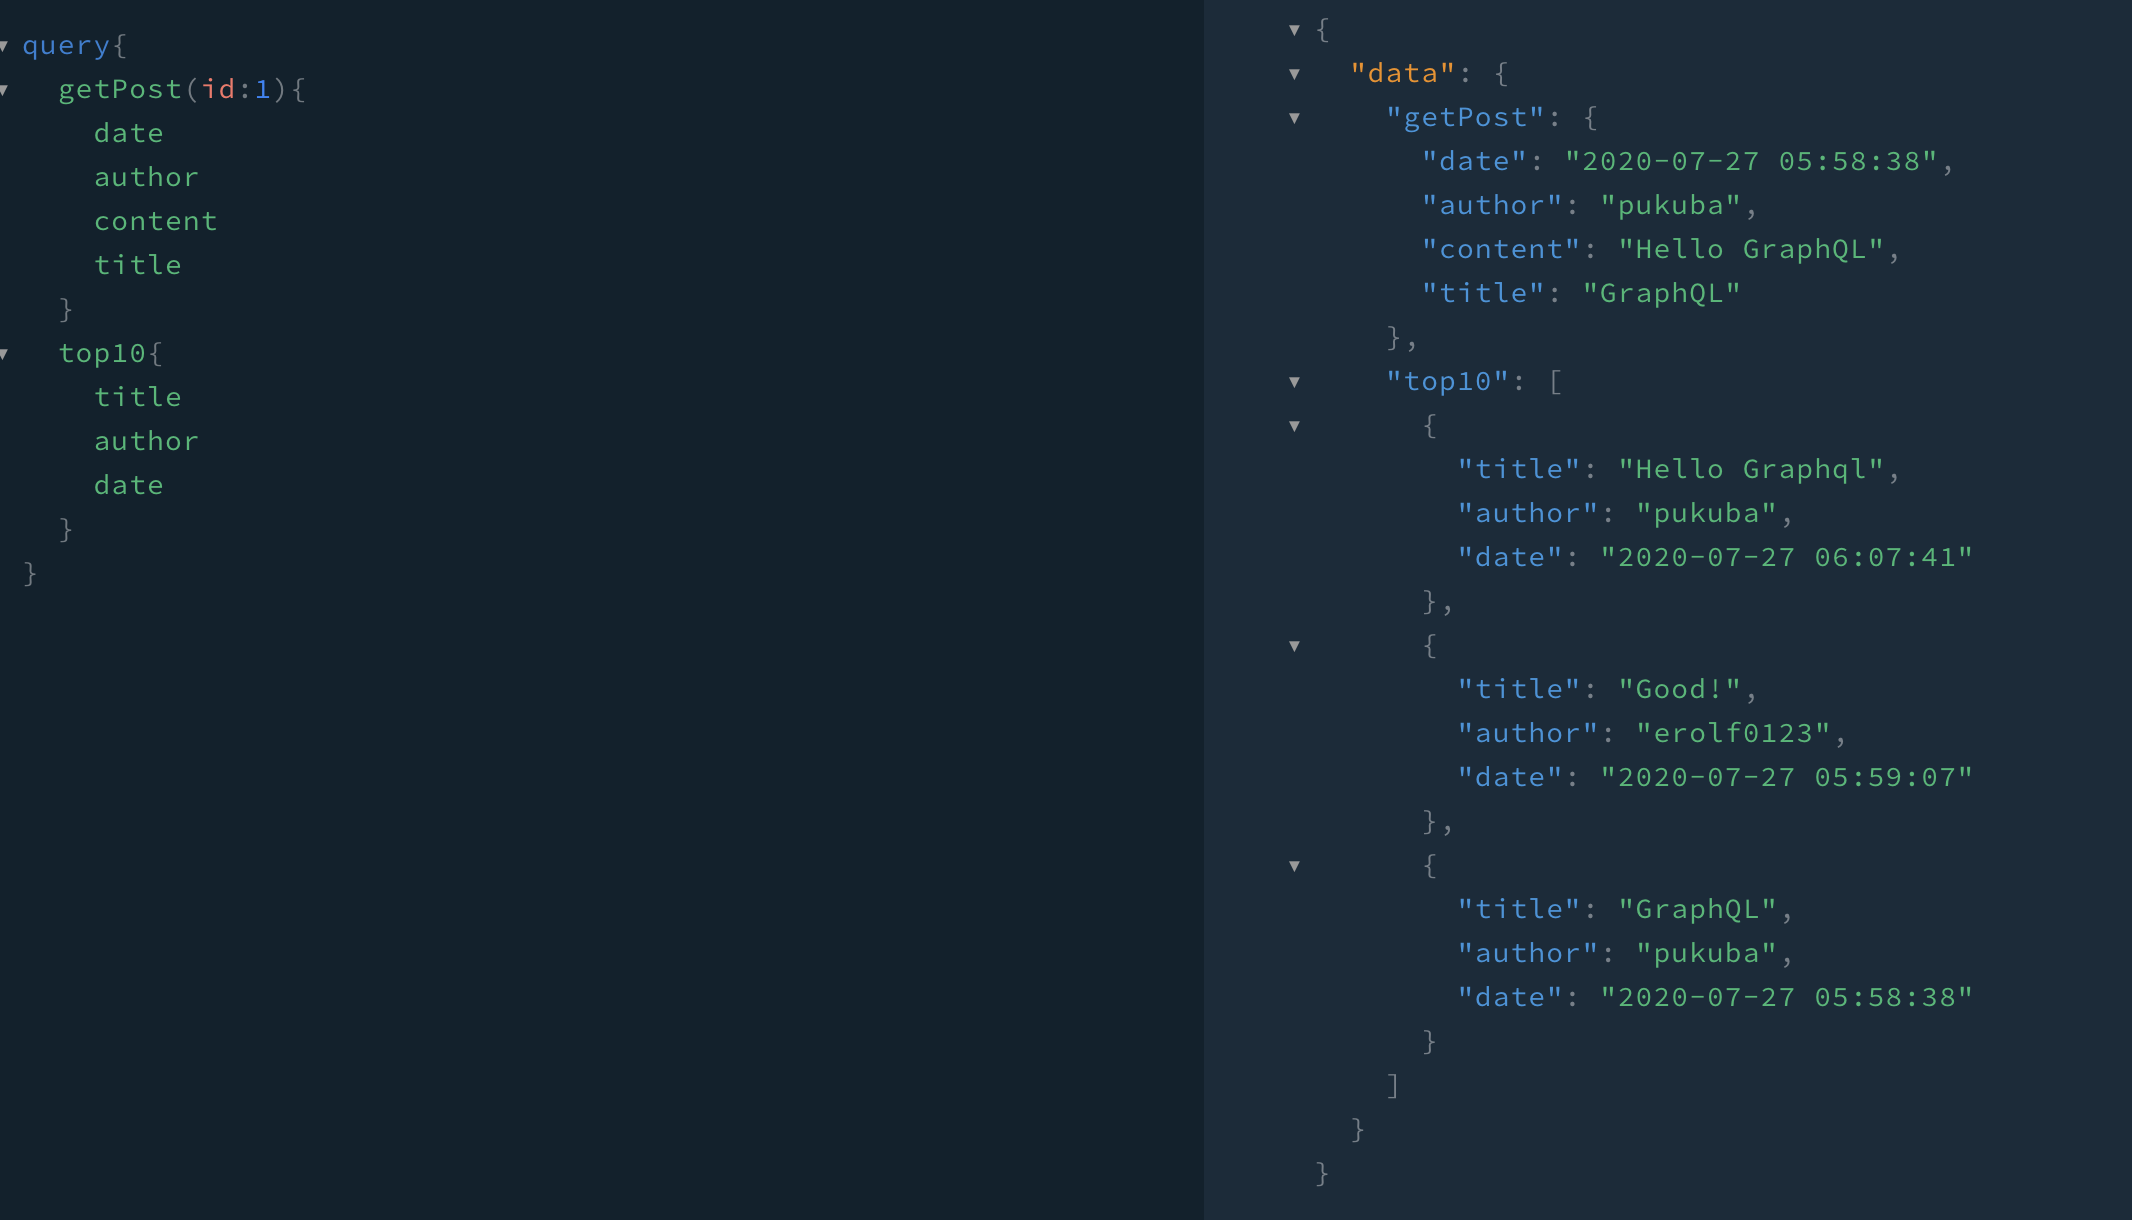 query{
  getPost(id:1){
    date
    author
    content
    title
  }
  top10{
    title
    author
    date
  }
}
{
  "data": {
    "getPost": {
      "date": "2020-07-27 05:58:38",
      "author": "pukuba",
      "content": "Hello GraphQL",
      "title": "GraphQL"
    },
    "top10": [
      {
        "title": "Hello Graphql",
        "author": "pukuba",
        "date": "2020-07-27 06:07:41"
      },
      {
        "title": "Good!",
        "author": "erolf0123",
        "date": "2020-07-27 05:59:07"
      },
      {
        "title": "GraphQL",
        "author": "pukuba",
        "date": "2020-07-27 05:58:38"
      }
    ]
  }
}